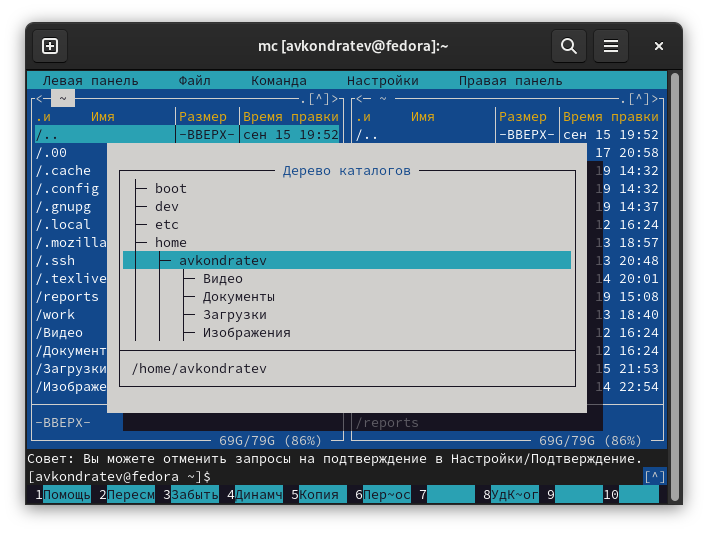 mc [avkondratev@fedora]:~
Левая панель Файл Команда Настройки Правая панель
<─ ~ ─.[^]> <─ ~ ─.[^]>
.и Имя Размер Время правки .и Имя Размер Время правки
/.. -ВВЕРХ- сен 15 19:52 /.. -ВВЕРХ- сен 15 19:52
/.00 17 20:58
/.cache 19 14:32
Дерево каталогов
/.config boot 19 14:32
/.gnupg dev 19 14:37
/.local etc 12 16:24
/.mozilla home 13 18:57
/.ssh avkondratev 13 20:48
/.texlive Видео 14 20:01
/reports Документы 19 15:08
/work Загрузки 13 18:40
/Видео Изображения 12 16:24
/Документ 12 16:24
/Загрузки /home/avkondratev 15 21:53
/Изображе 14 22:54
-ВВЕРХ- /reports
69G/79G (86%) 69G/79G (86%)
Совет: Вы можете отменить запросы на подтверждение в Настройки/Подтверждение.
[avkondratev@fedora ~]$ [^]
1Помощь 2Пересм 3Забыть 4Динамч 5Копия 6Пер~ос 7 8УдК~ог 9 10